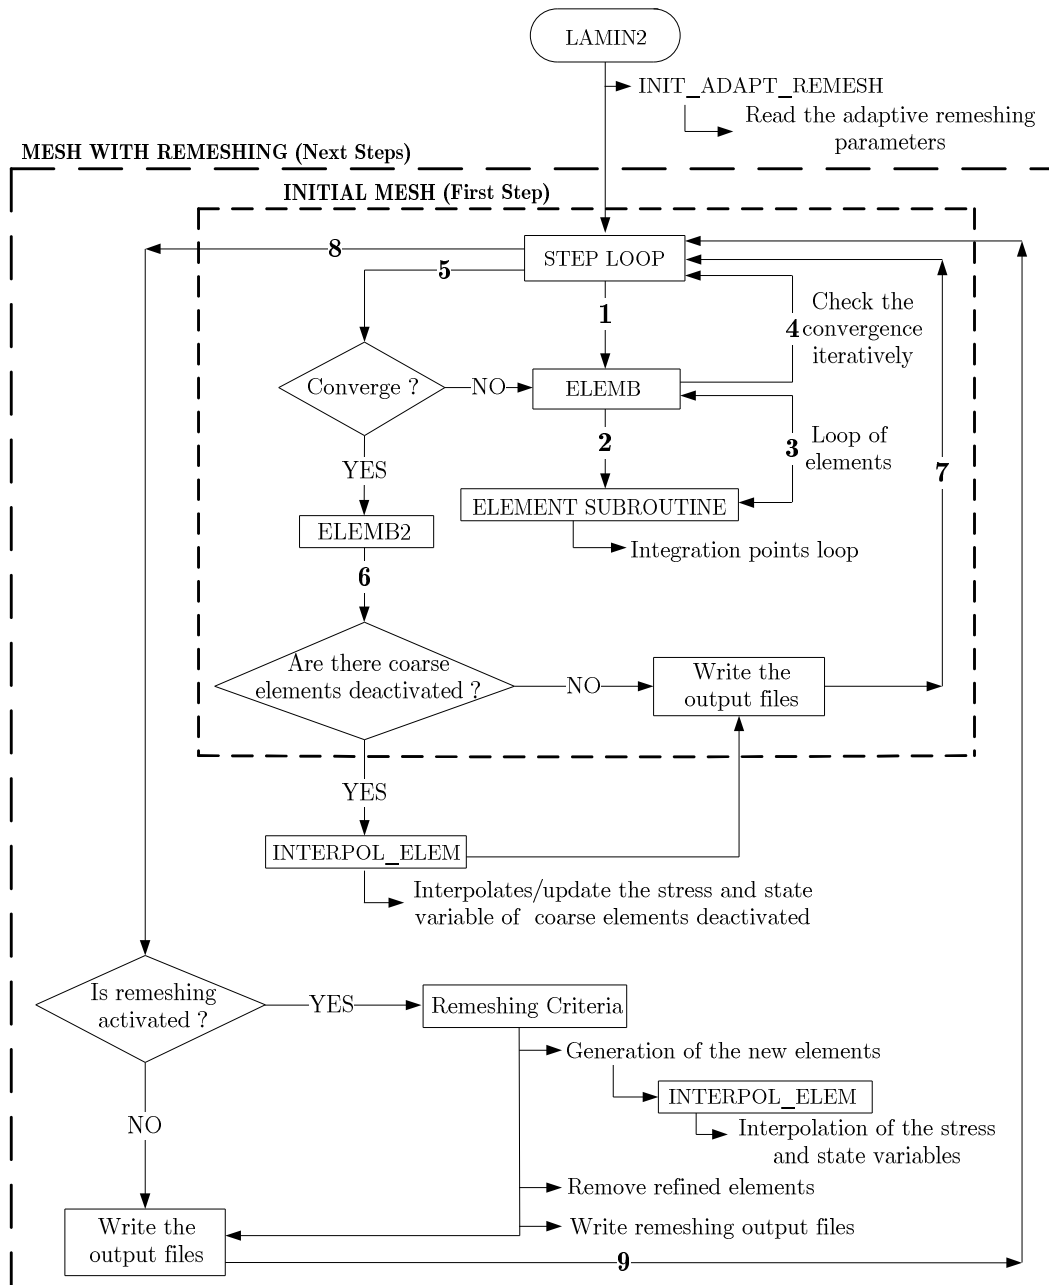 LAMIN2
INIT_ADAPT_REMESH
Read the adaptive remeshing
parameters
MESH WITH REMESHING (Next Steps)
INITIAL MESH (First Step)
8
STEP LOOP
5
1
Check the
4 convergence
iteratively
Converge ?
NO
ELEMB
2
3
Loop of
elements
7
YES
ELEMENT SUBROUTINE
ELEMB2
Integration points loop
6
Are there coarse
elements deactivated ?
NO
Write the
output files
YES
INTERPOL_ELEM
Interpolates/update the stress and state
variable of coarse elements deactivated
Is remeshing
activated ?
YES
Remeshing Criteria
Generation of the new elements
INTERPOL_ELEM
NO
Interpolation of the stress
and state variables
Remove refined elements
Write remeshing output files
Write the
output files
9